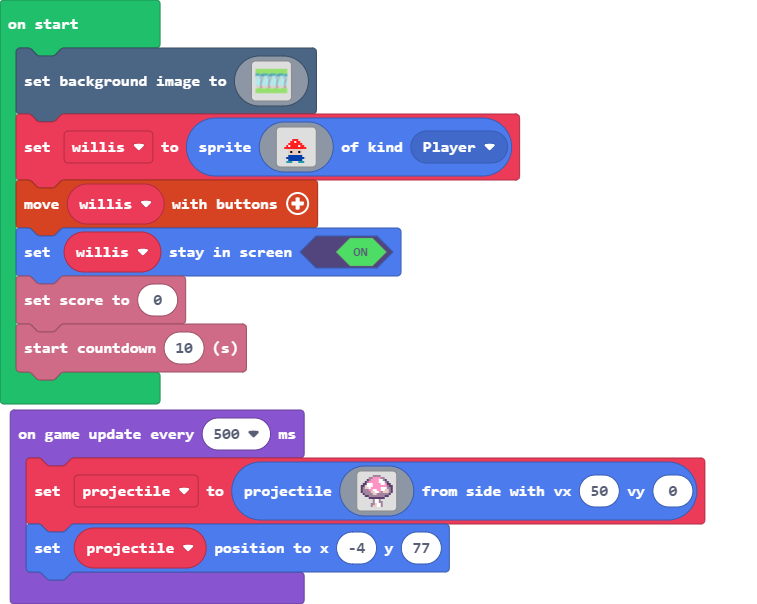 on start
set background image to
set willis to sprite of kind Player
move willis with buttons
set willis stay in screen ON
set score to 0
start countdown 10 (s)
on game update every 500 ms
set projectile to projectile from side with vx 50 vy 0
set projectile position to x -4 y 77